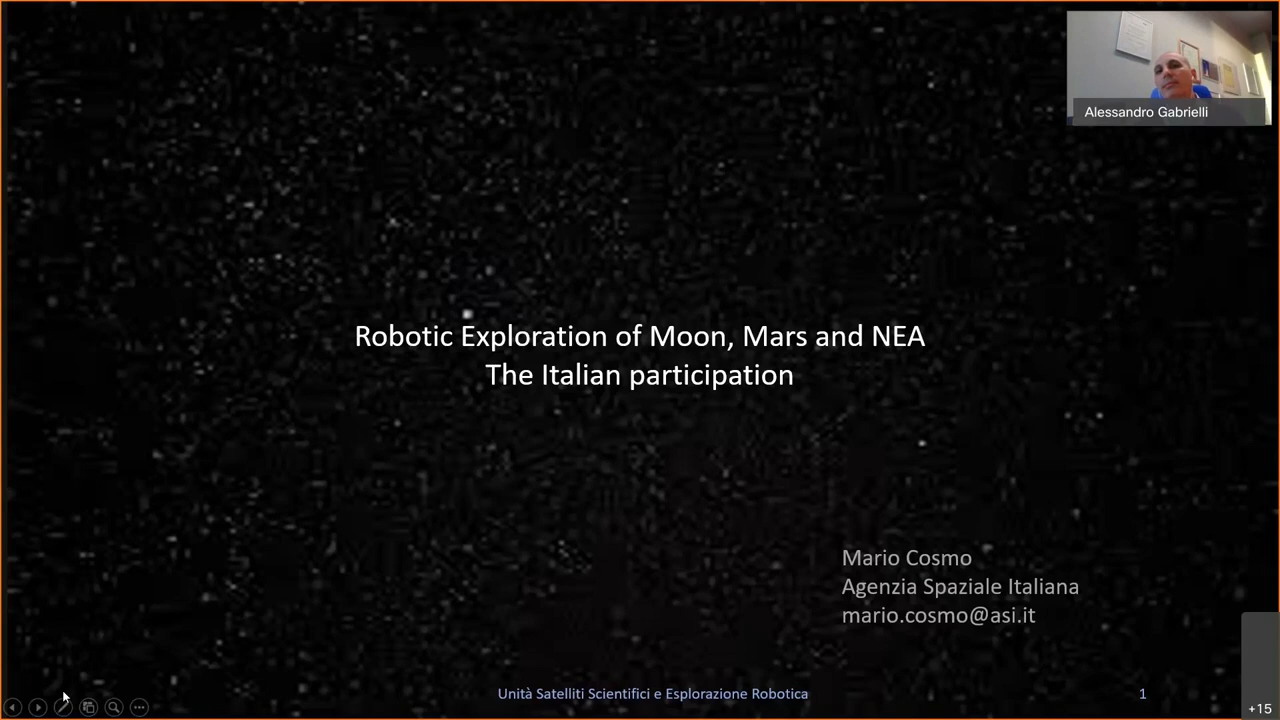 Alessandro Gabrielli
Robotic Exploration of Moon, Mars and NEA
The Italian participation
Mario Cosmo
Agenzia Spaziale Italiana
mario.cosmo@asi.it
Unità Satelliti Scientifici e Esplorazione Robotica
1
+15